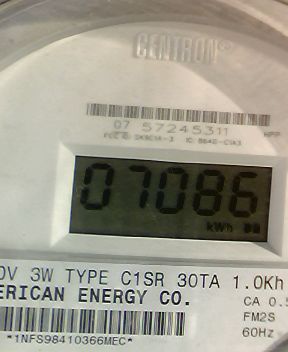 CENTRON®
07 57245311
HPP
07086
kWh
0V 3W TYPE C1SR 30TA 1.0Kh
ERICAN ENERGY CO.
CA 0.5
FM2S
60Hz
*1NFS98410366MEC*